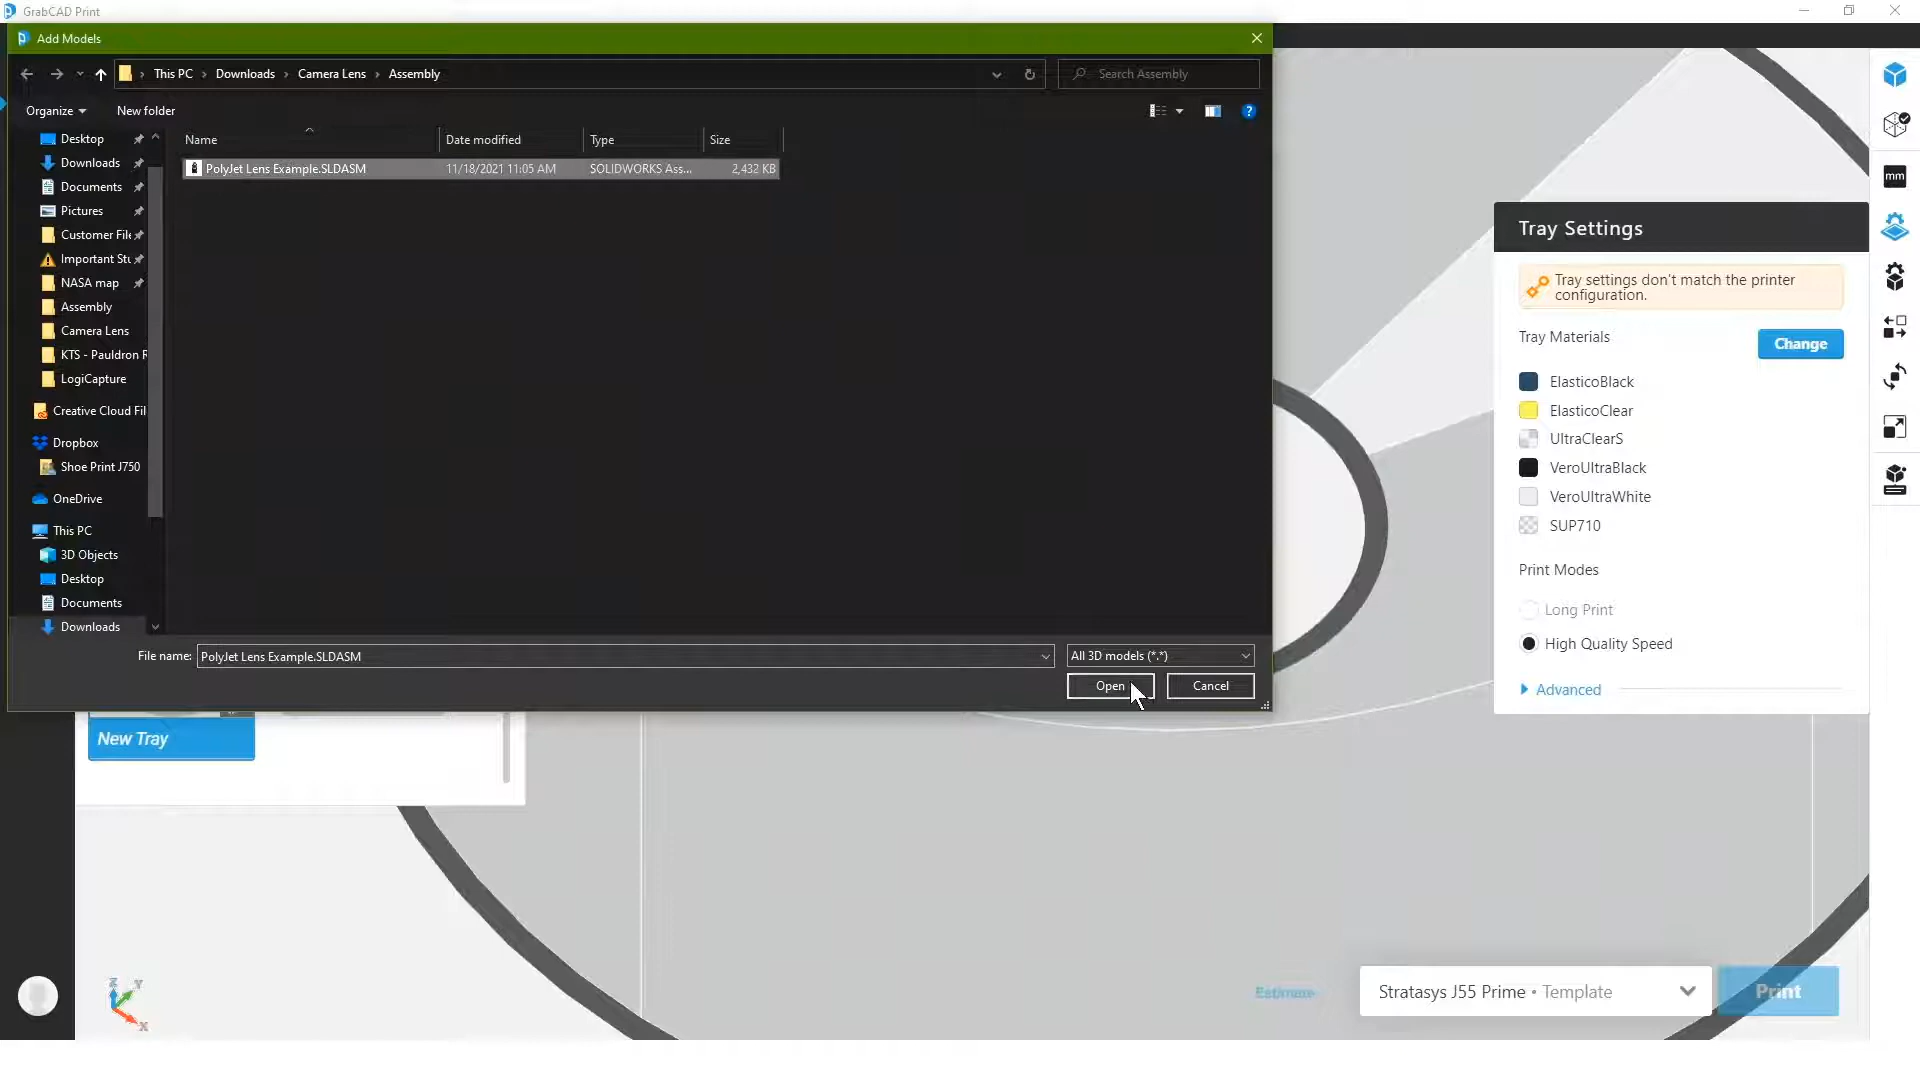 GrabCAD Print
Add Models
This PC › Downloads › Camera Lens › Assembly
Search Assembly
Organize
New folder
Name
Date modified
Type
Size
PolyJet Lens Example.SLDASM
11/18/2021 11:05 AM
SOLIDWORKS Ass...
2,432 KB
Desktop
Downloads
Documents
Pictures
Customer File
Important Stu
NASA map
Assembly
Camera Lens
KTS - Pauldron R
LogiCapture
Creative Cloud Fil
Dropbox
Shoe Print J750
OneDrive
This PC
3D Objects
Desktop
Documents
Downloads
File name:
PolyJet Lens Example.SLDASM
All 3D models (*.*)
Open
Cancel
New Tray
Z
Y
X
mm
Tray Settings
Tray settings don't match the printer
configuration.
Tray Materials
Change
ElasticoBlack
ElasticoClear
UltraClearS
VeroUltraBlack
VeroUltraWhite
SUP710
Print Modes
Long Print
High Quality Speed
Advanced
Estimate
Stratasys J55 Prime • Template
Print